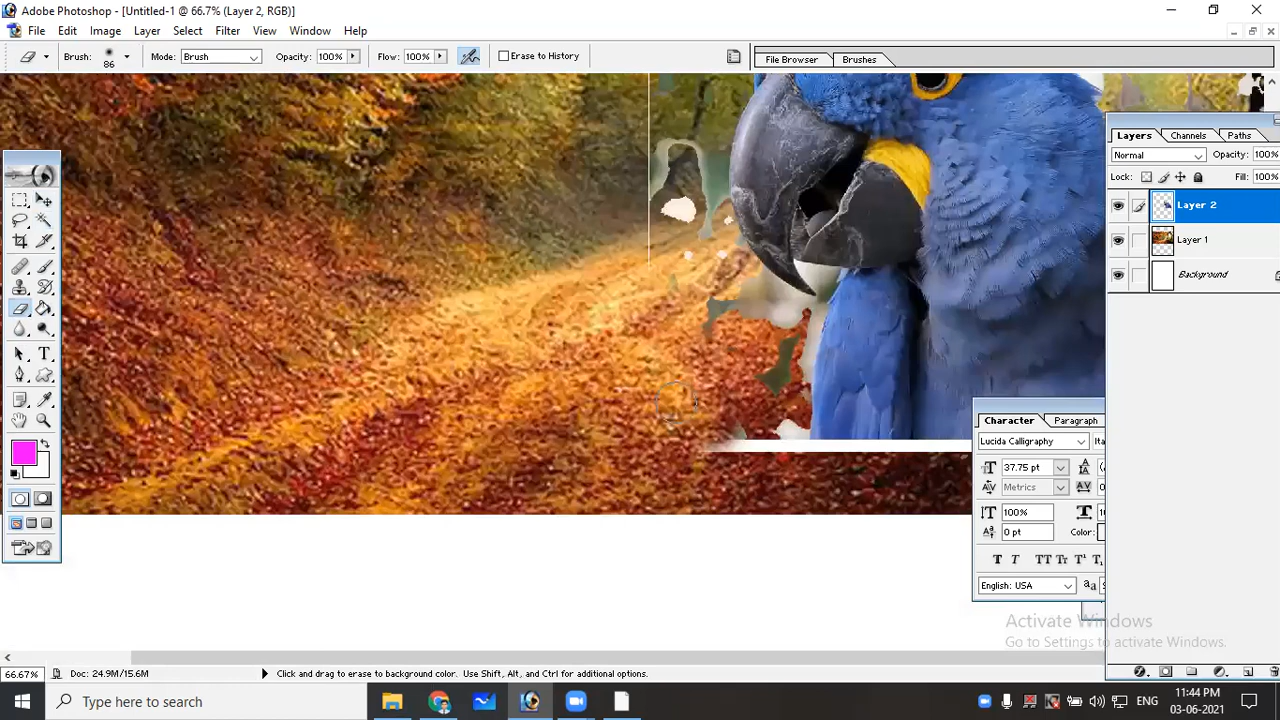 Adobe Photoshop - [Untitled-1 @ 66.7% (Layer 2, RGB)]
File Edit Image Layer Select Filter View Window Help
Brush: 86 Mode: Brush Opacity: 100% Flow: 100% Erase to History File Browser Brushes
Layers Channels Paths
Normal Opacity: 100%
Lock: Fill: 100%
Layer 2
Layer 1
Background
Character Paragraph
Lucida Calligraphy Ita
37.75 pt
Metrics
100%
0 pt Color:
T T TT Tr T¹ T,
English: USA aa
Activate Windows
Go to Settings to activate Windows.
66.67% Doc: 24.9M/15.6M Click and drag to erase to background color. Use Shift, Alt, and Ctrl for additional options.
Type here to search
ENG
11:44 PM
03-06-2021